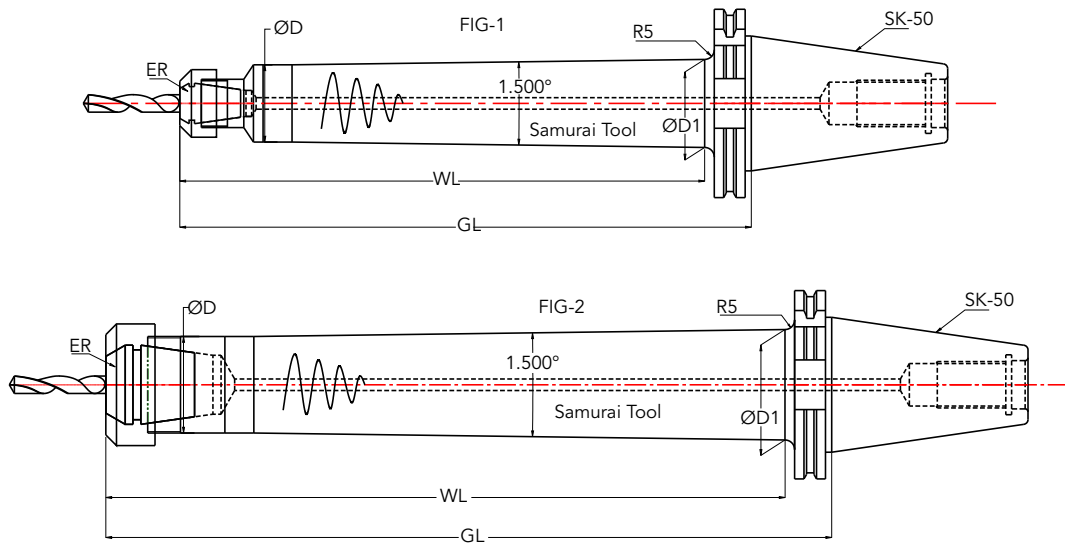 FIG-1
SK-50
R5
ØD
ER
1.500°
Samurai Tool
ØD1
WL
GL
FIG-2
SK-50
R5
ØD
ER
1.500°
Samurai Tool
ØD1
WL
GL